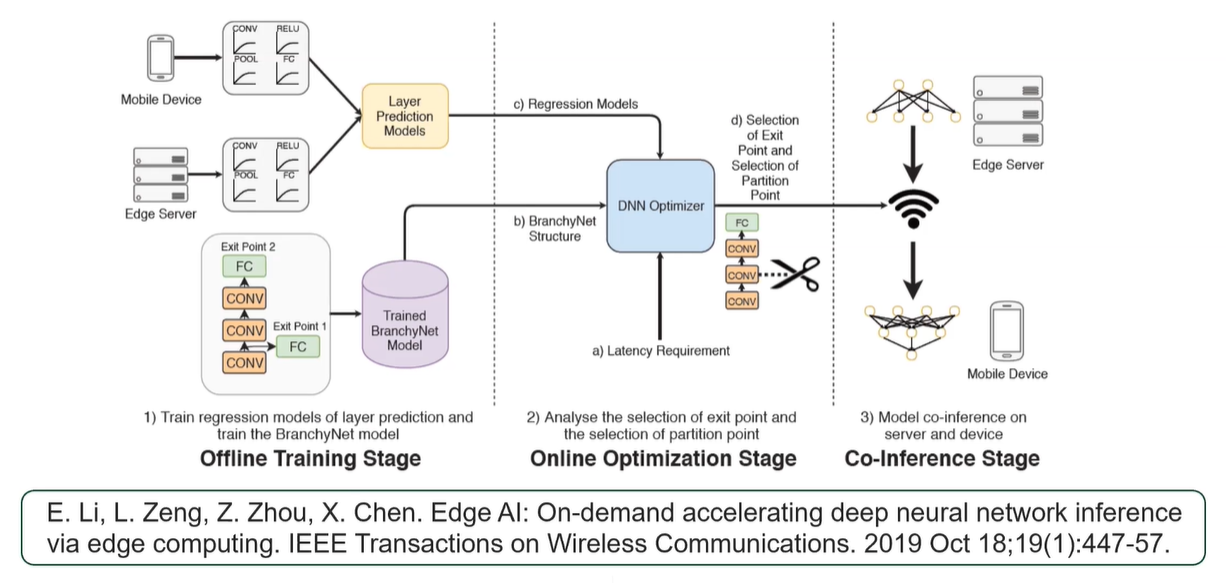 CONV RELU
POOL FC
Mobile Device
CONV RELU
POOL FC
Edge Server
Layer
Prediction
Models
Exit Point 2
FC
CONV
CONV
Exit Point 1
FC
CONV
Trained
BranchyNet
Model
1) Train regression models of layer prediction and
train the BranchyNet model
Offline Training Stage
c) Regression Models
b) BranchyNet
Structure
DNN Optimizer
a) Latency Requirement
d) Selection
of Exit
Point and
Selection of
Partition
Point
FC
CONV
CONV
CONV
2) Analyse the selection of exit point and
the selection of partition point
Online Optimization Stage
Edge Server
Mobile Device
3) Model co-inference on
server and device
Co-Inference Stage
E. Li, L. Zeng, Z. Zhou, X. Chen. Edge AI: On-demand accelerating deep neural network inference
via edge computing. IEEE Transactions on Wireless Communications. 2019 Oct 18;19(1):447-57.